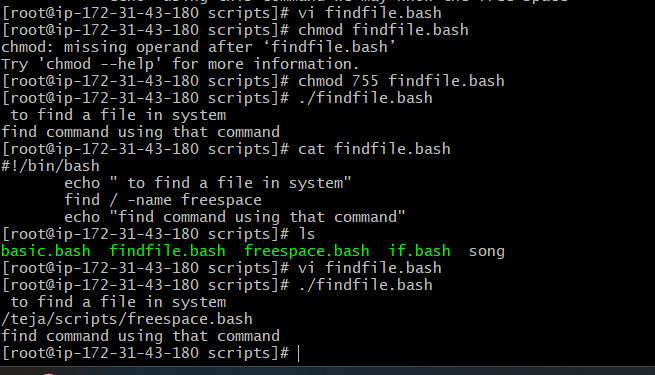 [root@ip-172-31-43-180 scripts]# vi findfile.bash
[root@ip-172-31-43-180 scripts]# chmod findfile.bash
chmod: missing operand after ‘findfile.bash’
Try 'chmod --help' for more information.
[root@ip-172-31-43-180 scripts]# chmod 755 findfile.bash
[root@ip-172-31-43-180 scripts]# ./findfile.bash
 to find a file in system
find command using that command
[root@ip-172-31-43-180 scripts]# cat findfile.bash
#!/bin/bash
        echo " to find a file in system"
        find / -name freespace
        echo "find command using that command"
[root@ip-172-31-43-180 scripts]# ls
basic.bash  findfile.bash  freespace.bash  if.bash  song
[root@ip-172-31-43-180 scripts]# vi findfile.bash
[root@ip-172-31-43-180 scripts]# ./findfile.bash
 to find a file in system
/teja/scripts/freespace.bash
find command using that command
[root@ip-172-31-43-180 scripts]#